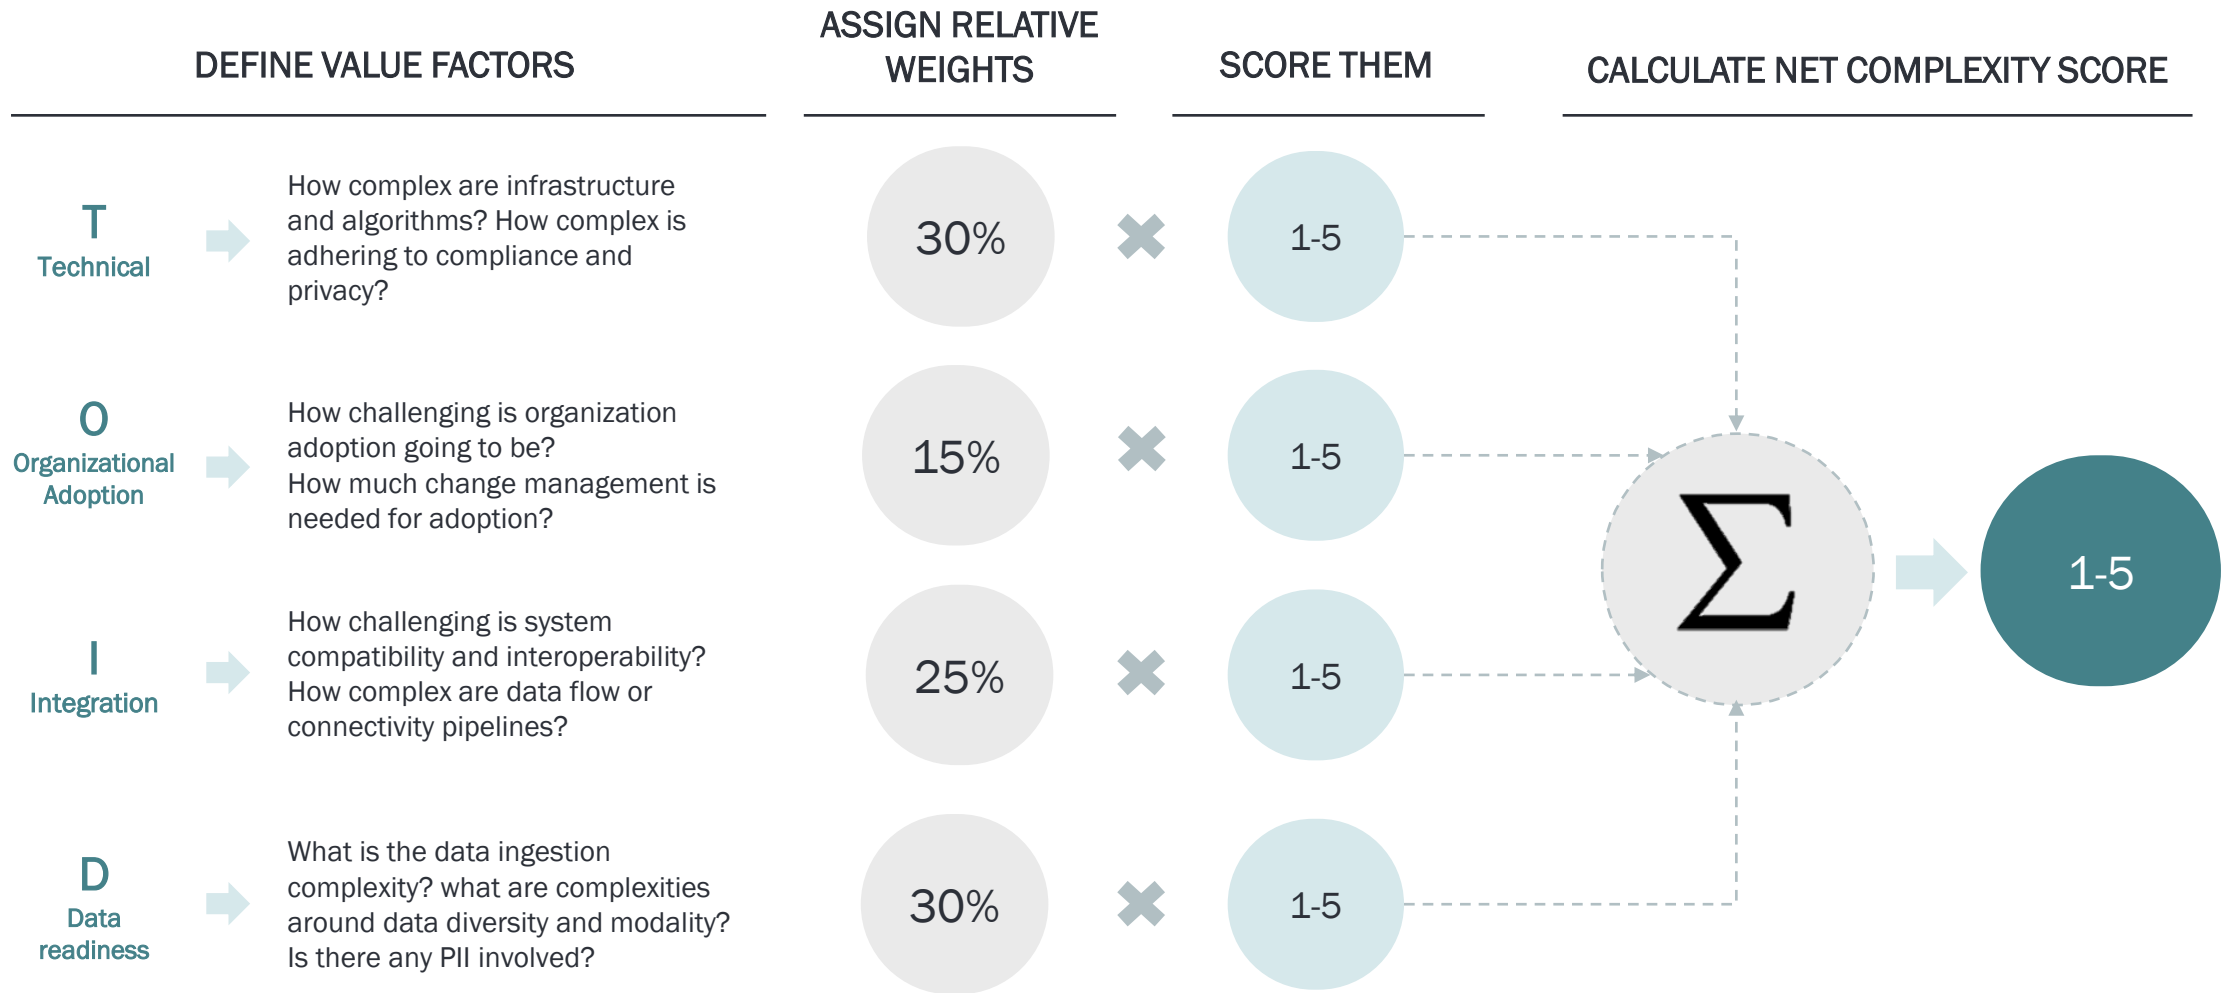 DEFINE VALUE FACTORS
ASSIGN RELATIVE
WEIGHTS
SCORE THEM
CALCULATE NET COMPLEXITY SCORE
T
Technical
How complex are infrastructure
and algorithms? How complex is
adhering to compliance and
privacy?
30%
1-5
O
Organizational
Adoption
How challenging is organization
adoption going to be?
How much change management is
needed for adoption?
15%
1-5
I
Integration
How challenging is system
compatibility and interoperability?
How complex are data flow or
connectivity pipelines?
25%
1-5
D
Data
readiness
What is the data ingestion
complexity? what are complexities
around data diversity and modality?
Is there any PII involved?
30%
1-5
Σ
1-5